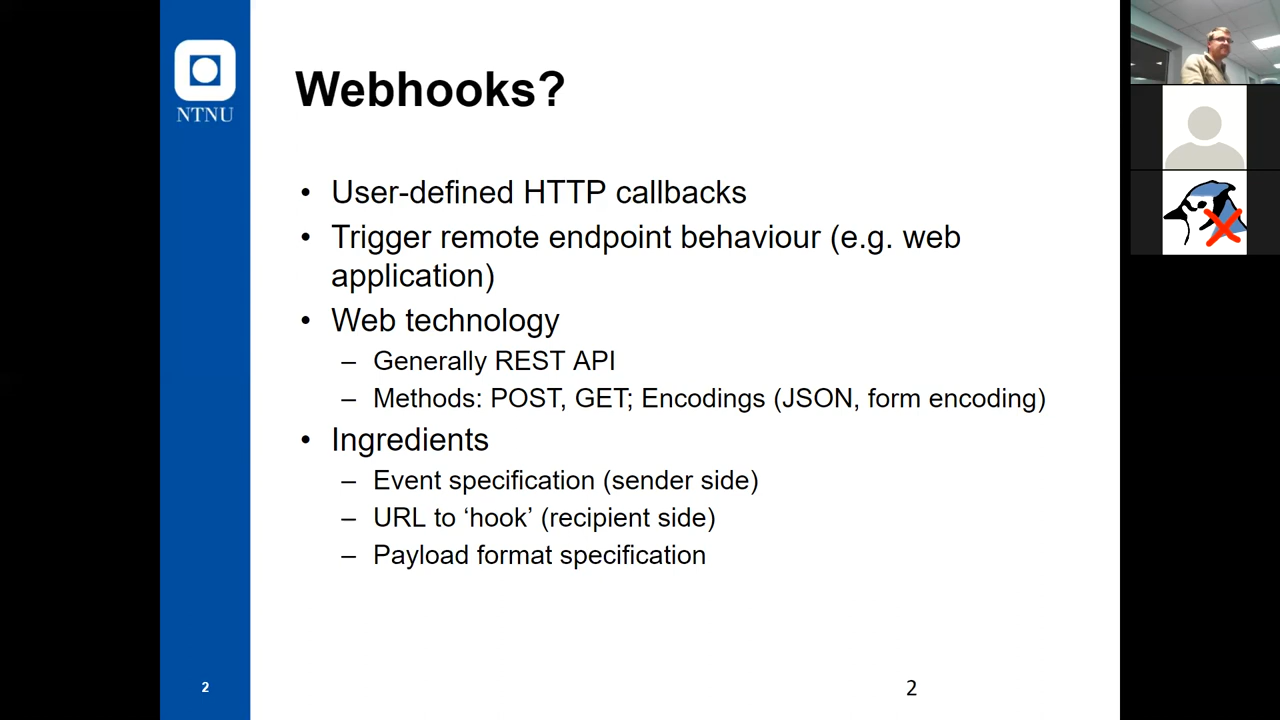 NTNU
Webhooks?
• User-defined HTTP callbacks
• Trigger remote endpoint behaviour (e.g. web
application)
• Web technology
– Generally REST API
– Methods: POST, GET; Encodings (JSON, form encoding)
• Ingredients
– Event specification (sender side)
– URL to ‘hook’ (recipient side)
– Payload format specification
2
2